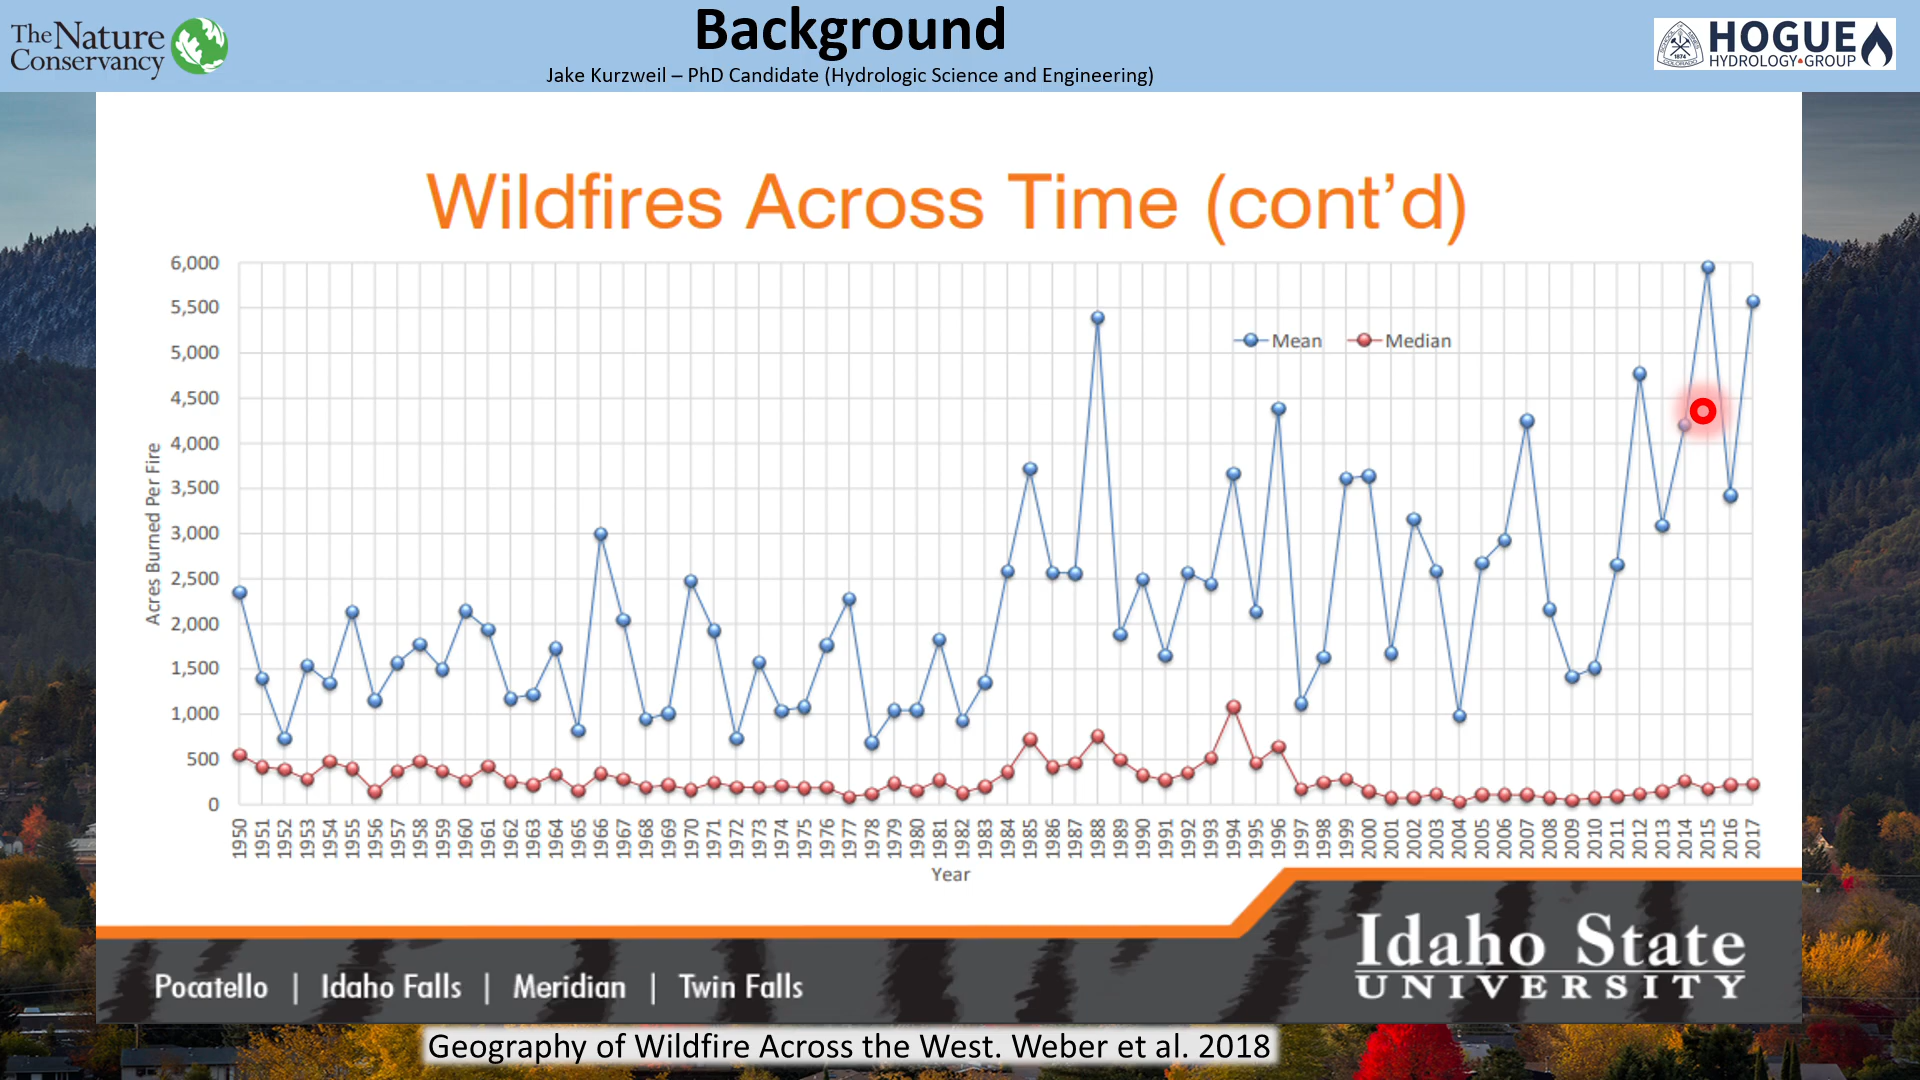 The Nature
Conservancy
Background
Jake Kurzweil – PhD Candidate (Hydrologic Science and Engineering)
HOGUE
HYDROLOGY GROUP
Wildfires Across Time (cont'd)
6,000
5,500
5,000
4,500
4,000
3,500
3,000
2,500
2,000
1,500
1,000
500
0
Acres Burned Per Fire
Mean
Median
1950 1951 1952 1953 1954 1955 1956 1957 1958 1959 1960 1961 1962 1963 1964 1965 1966 1967 1968 1969 1970 1971 1972 1973 1974 1975 1976 1977 1978 1979 1980 1981 1982 1983 1984 1985 1986 1987 1988 1989 1990 1991 1992 1993 1994 1995 1996 1997 1998 1999 2000 2001 2002 2003 2004 2005 2006 2007 2008 2009 2010 2011 2012 2013 2014 2015 2016 2017
Year
Pocatello | Idaho Falls | Meridian | Twin Falls
Idaho State
UNIVERSITY
Geography of Wildfire Across the West. Weber et al. 2018